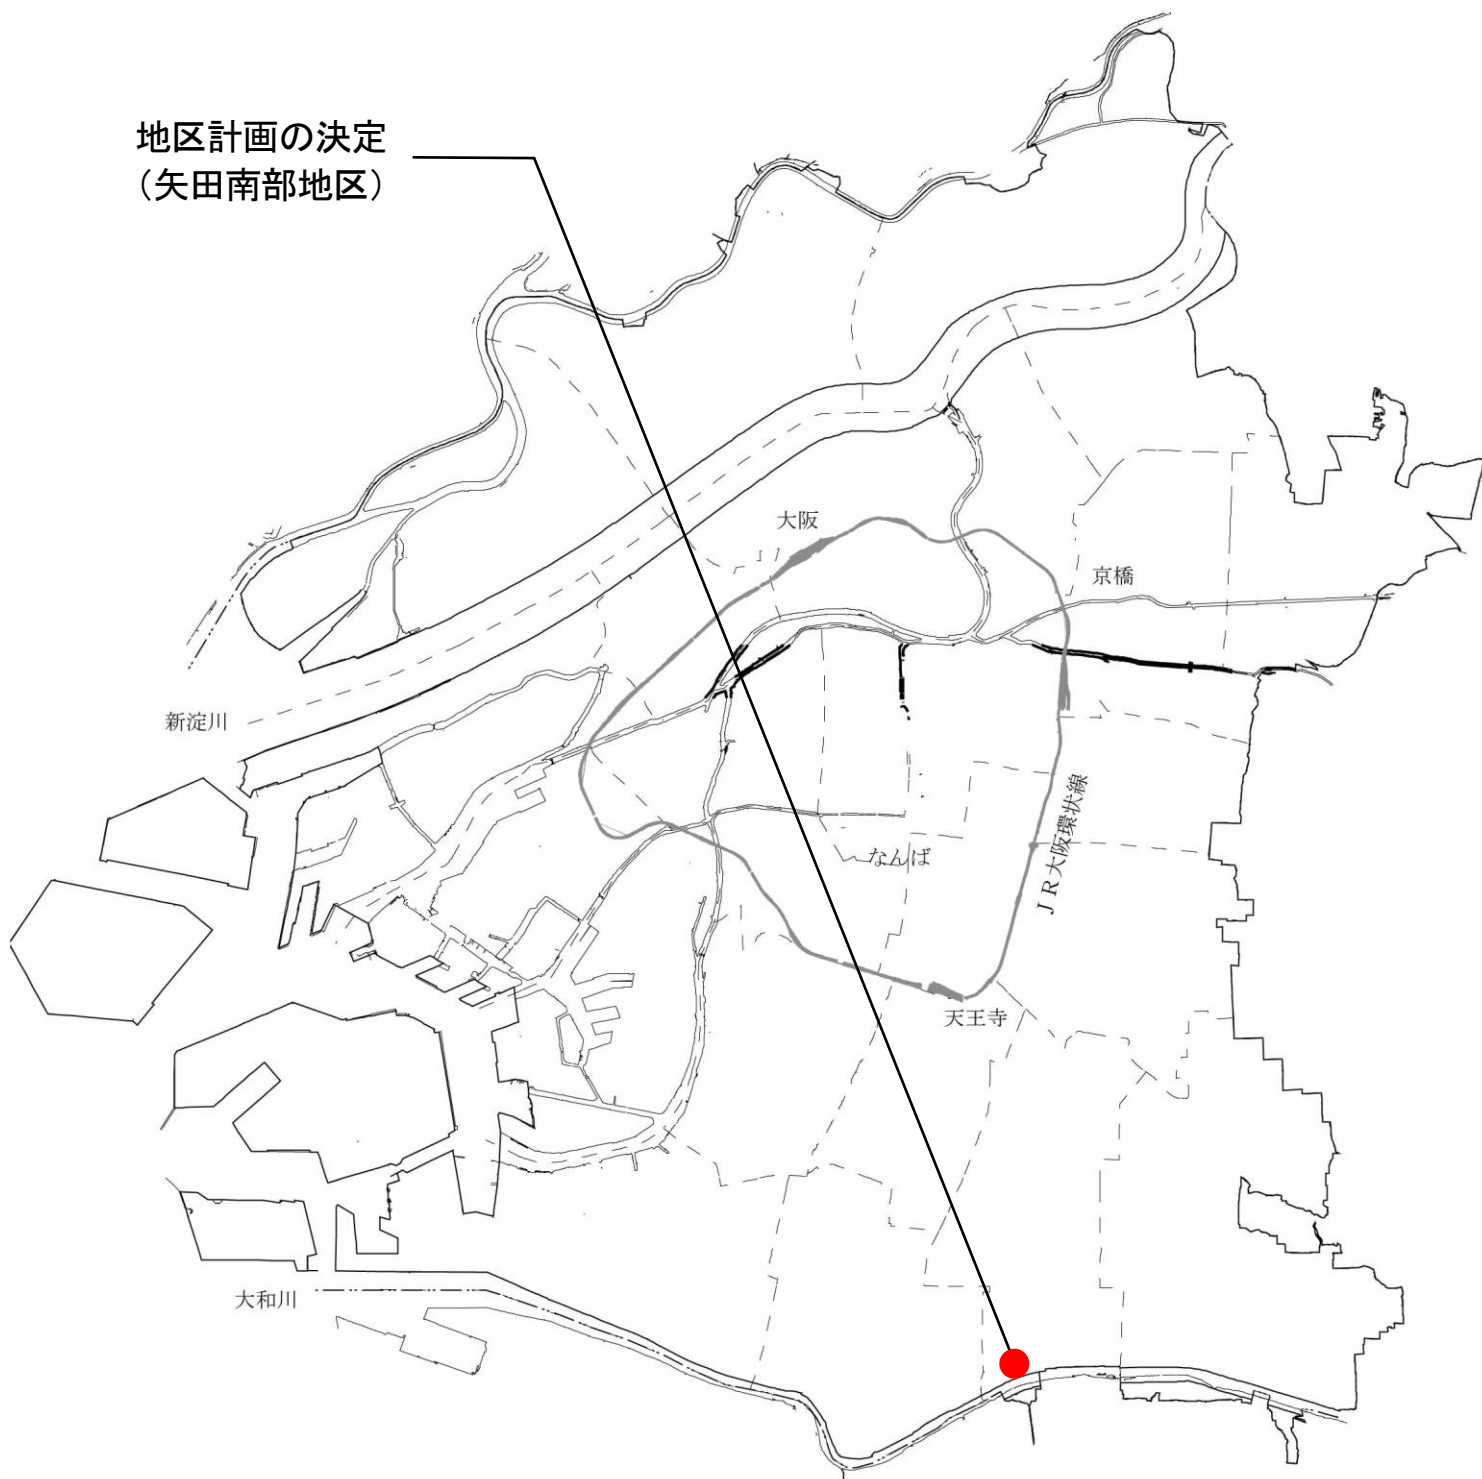 地区計画の決定
（矢田南部地区）
大阪
京橋
新淀川
JR大阪環状線
なんば
天王寺
大和川